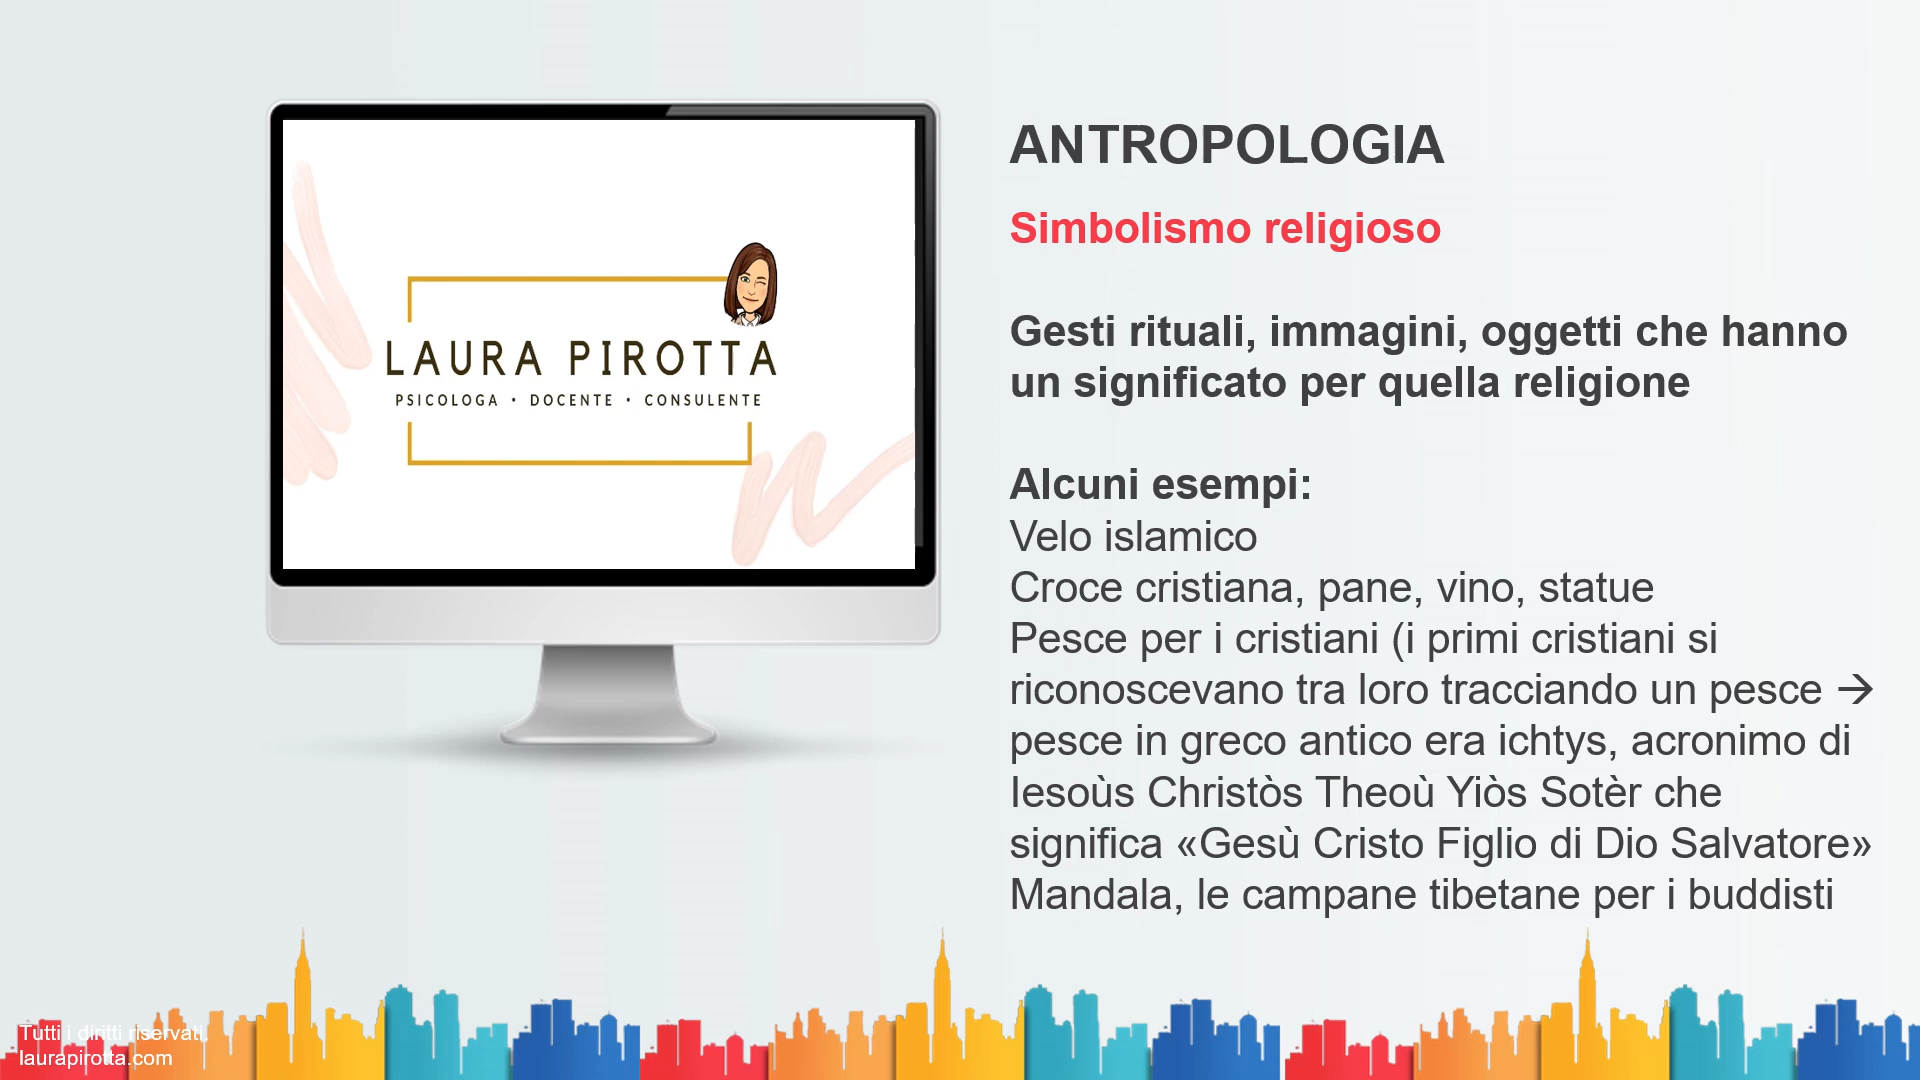 LAURA PIROTTA
PSICOLOGA • DOCENTE • CONSULENTE
ANTROPOLOGIA
Simbolismo religioso
Gesti rituali, immagini, oggetti che hanno
un significato per quella religione
Alcuni esempi:
Velo islamico
Croce cristiana, pane, vino, statue
Pesce per i cristiani (i primi cristiani si
riconoscevano tra loro tracciando un pesce →
pesce in greco antico era ichtys, acronimo di
Iesoùs Christòs Theoù Yiòs Sotèr che
significa «Gesù Cristo Figlio di Dio Salvatore»
Mandala, le campane tibetane per i buddisti
Tutti i diritti riservati.
laurapirotta.com